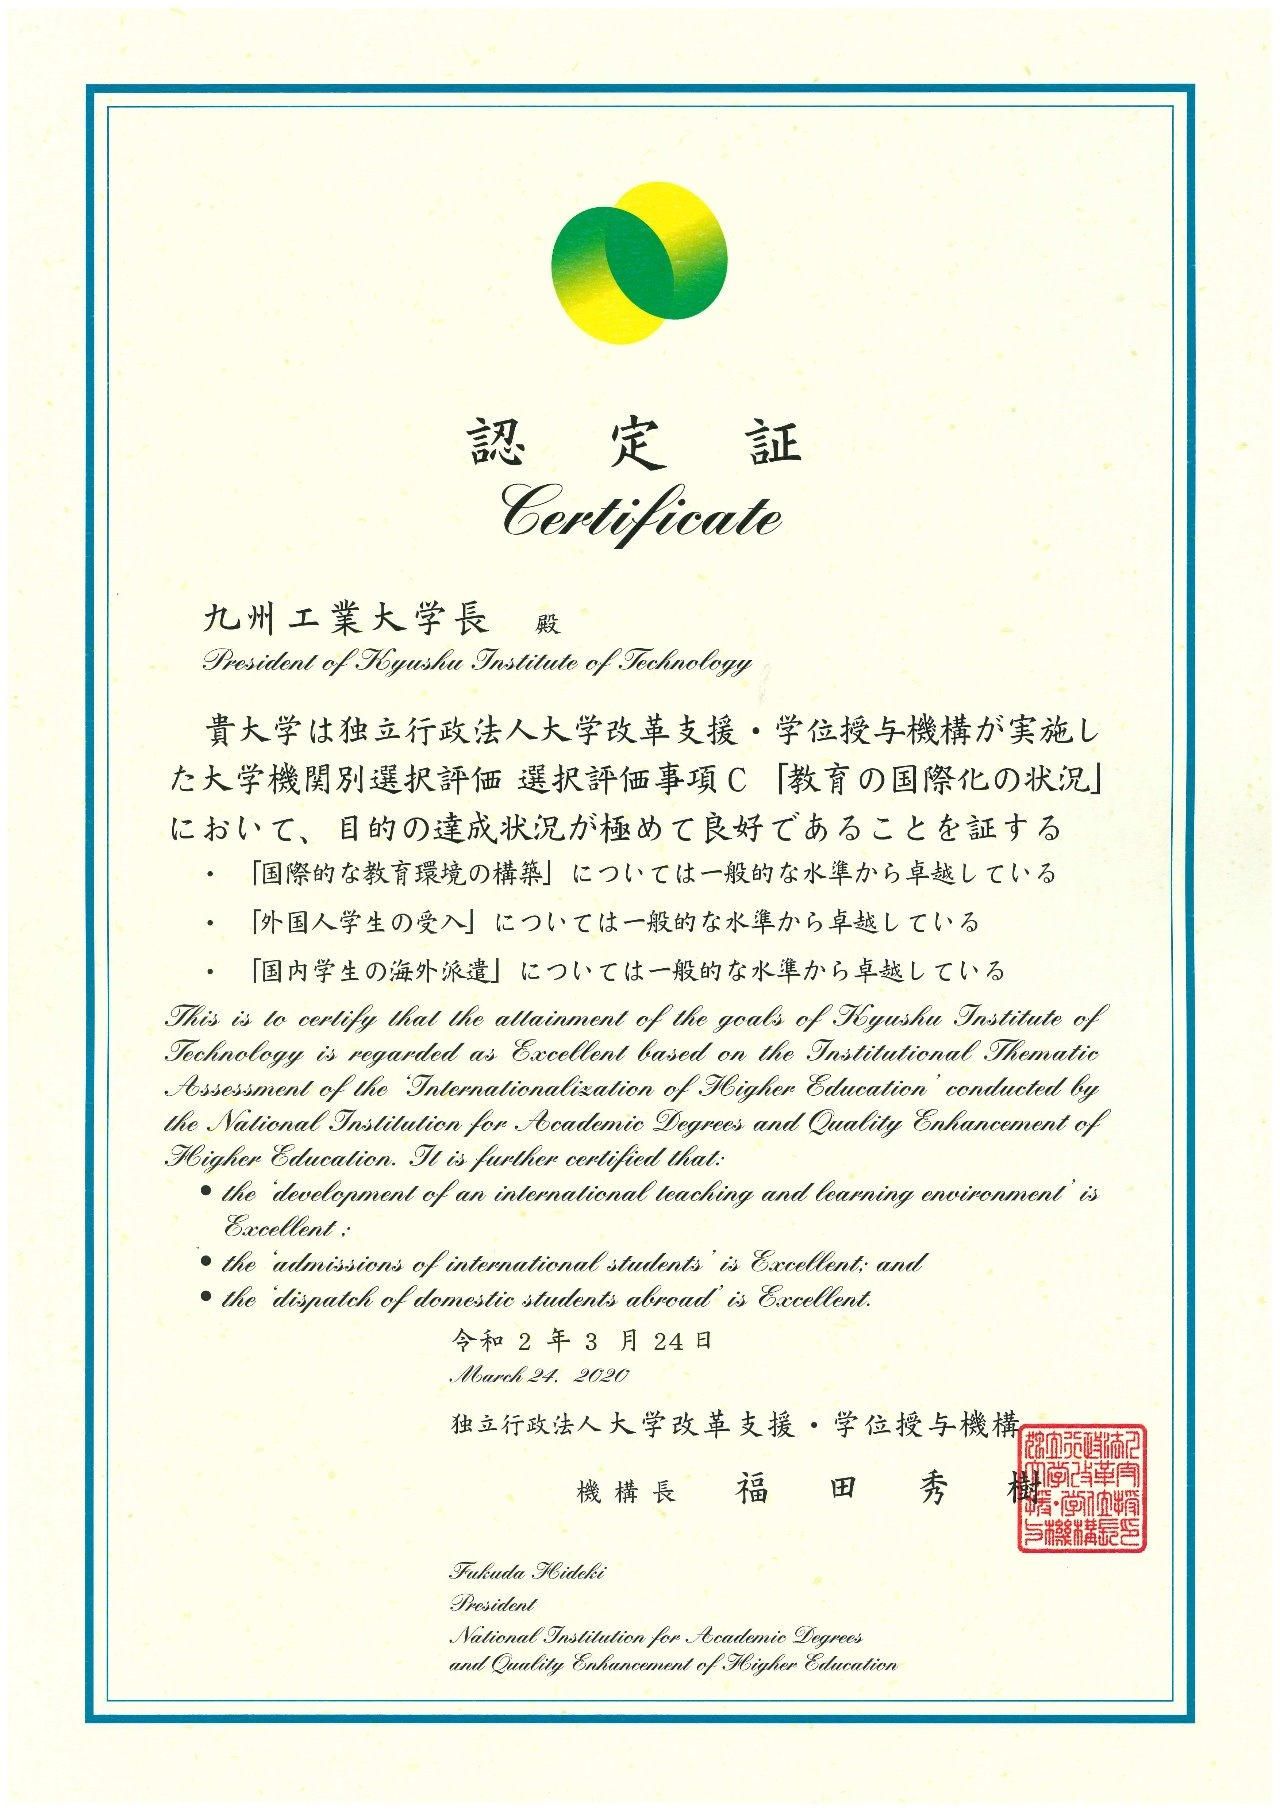 認定証
Certificate
九州工業大学長 殿
President of Kyushu Institute of Technology
貴大学は独立行政法人大学改革支援・学位授与機構が実施し
た大学機関別選択評価 選択評価事項C「教育の国際化の状況」
において、目的の達成状況が極めて良好であることを証する
・「国際的な教育環境の構築」については一般的な水準から卓越している
・「外国人学生の受入」については一般的な水準から卓越している
・「国内学生の海外派遣」については一般的な水準から卓越している
This is to certify that the attainment of the goals of Kyushu Institute of
Technology is regarded as Excellent based on the Institutional Thematic
Assessment of the 'Internationalization of Higher Education' conducted by
the National Institution for Academic Degrees and Quality Enhancement of
Higher Education. It is further certified that:
● the 'development of an international teaching and learning environment' is
Excellent ;
● the 'admissions of international students' is Excellent; and
● the 'dispatch of domestic students abroad' is Excellent.
令和 2 年 3 月 24 日
March 24, 2020
独立行政法人大学改革支援・学位授与機構
機構長 福田秀樹
Fukuda Hideki
President
National Institution for Academic Degrees
and Quality Enhancement of Higher Education